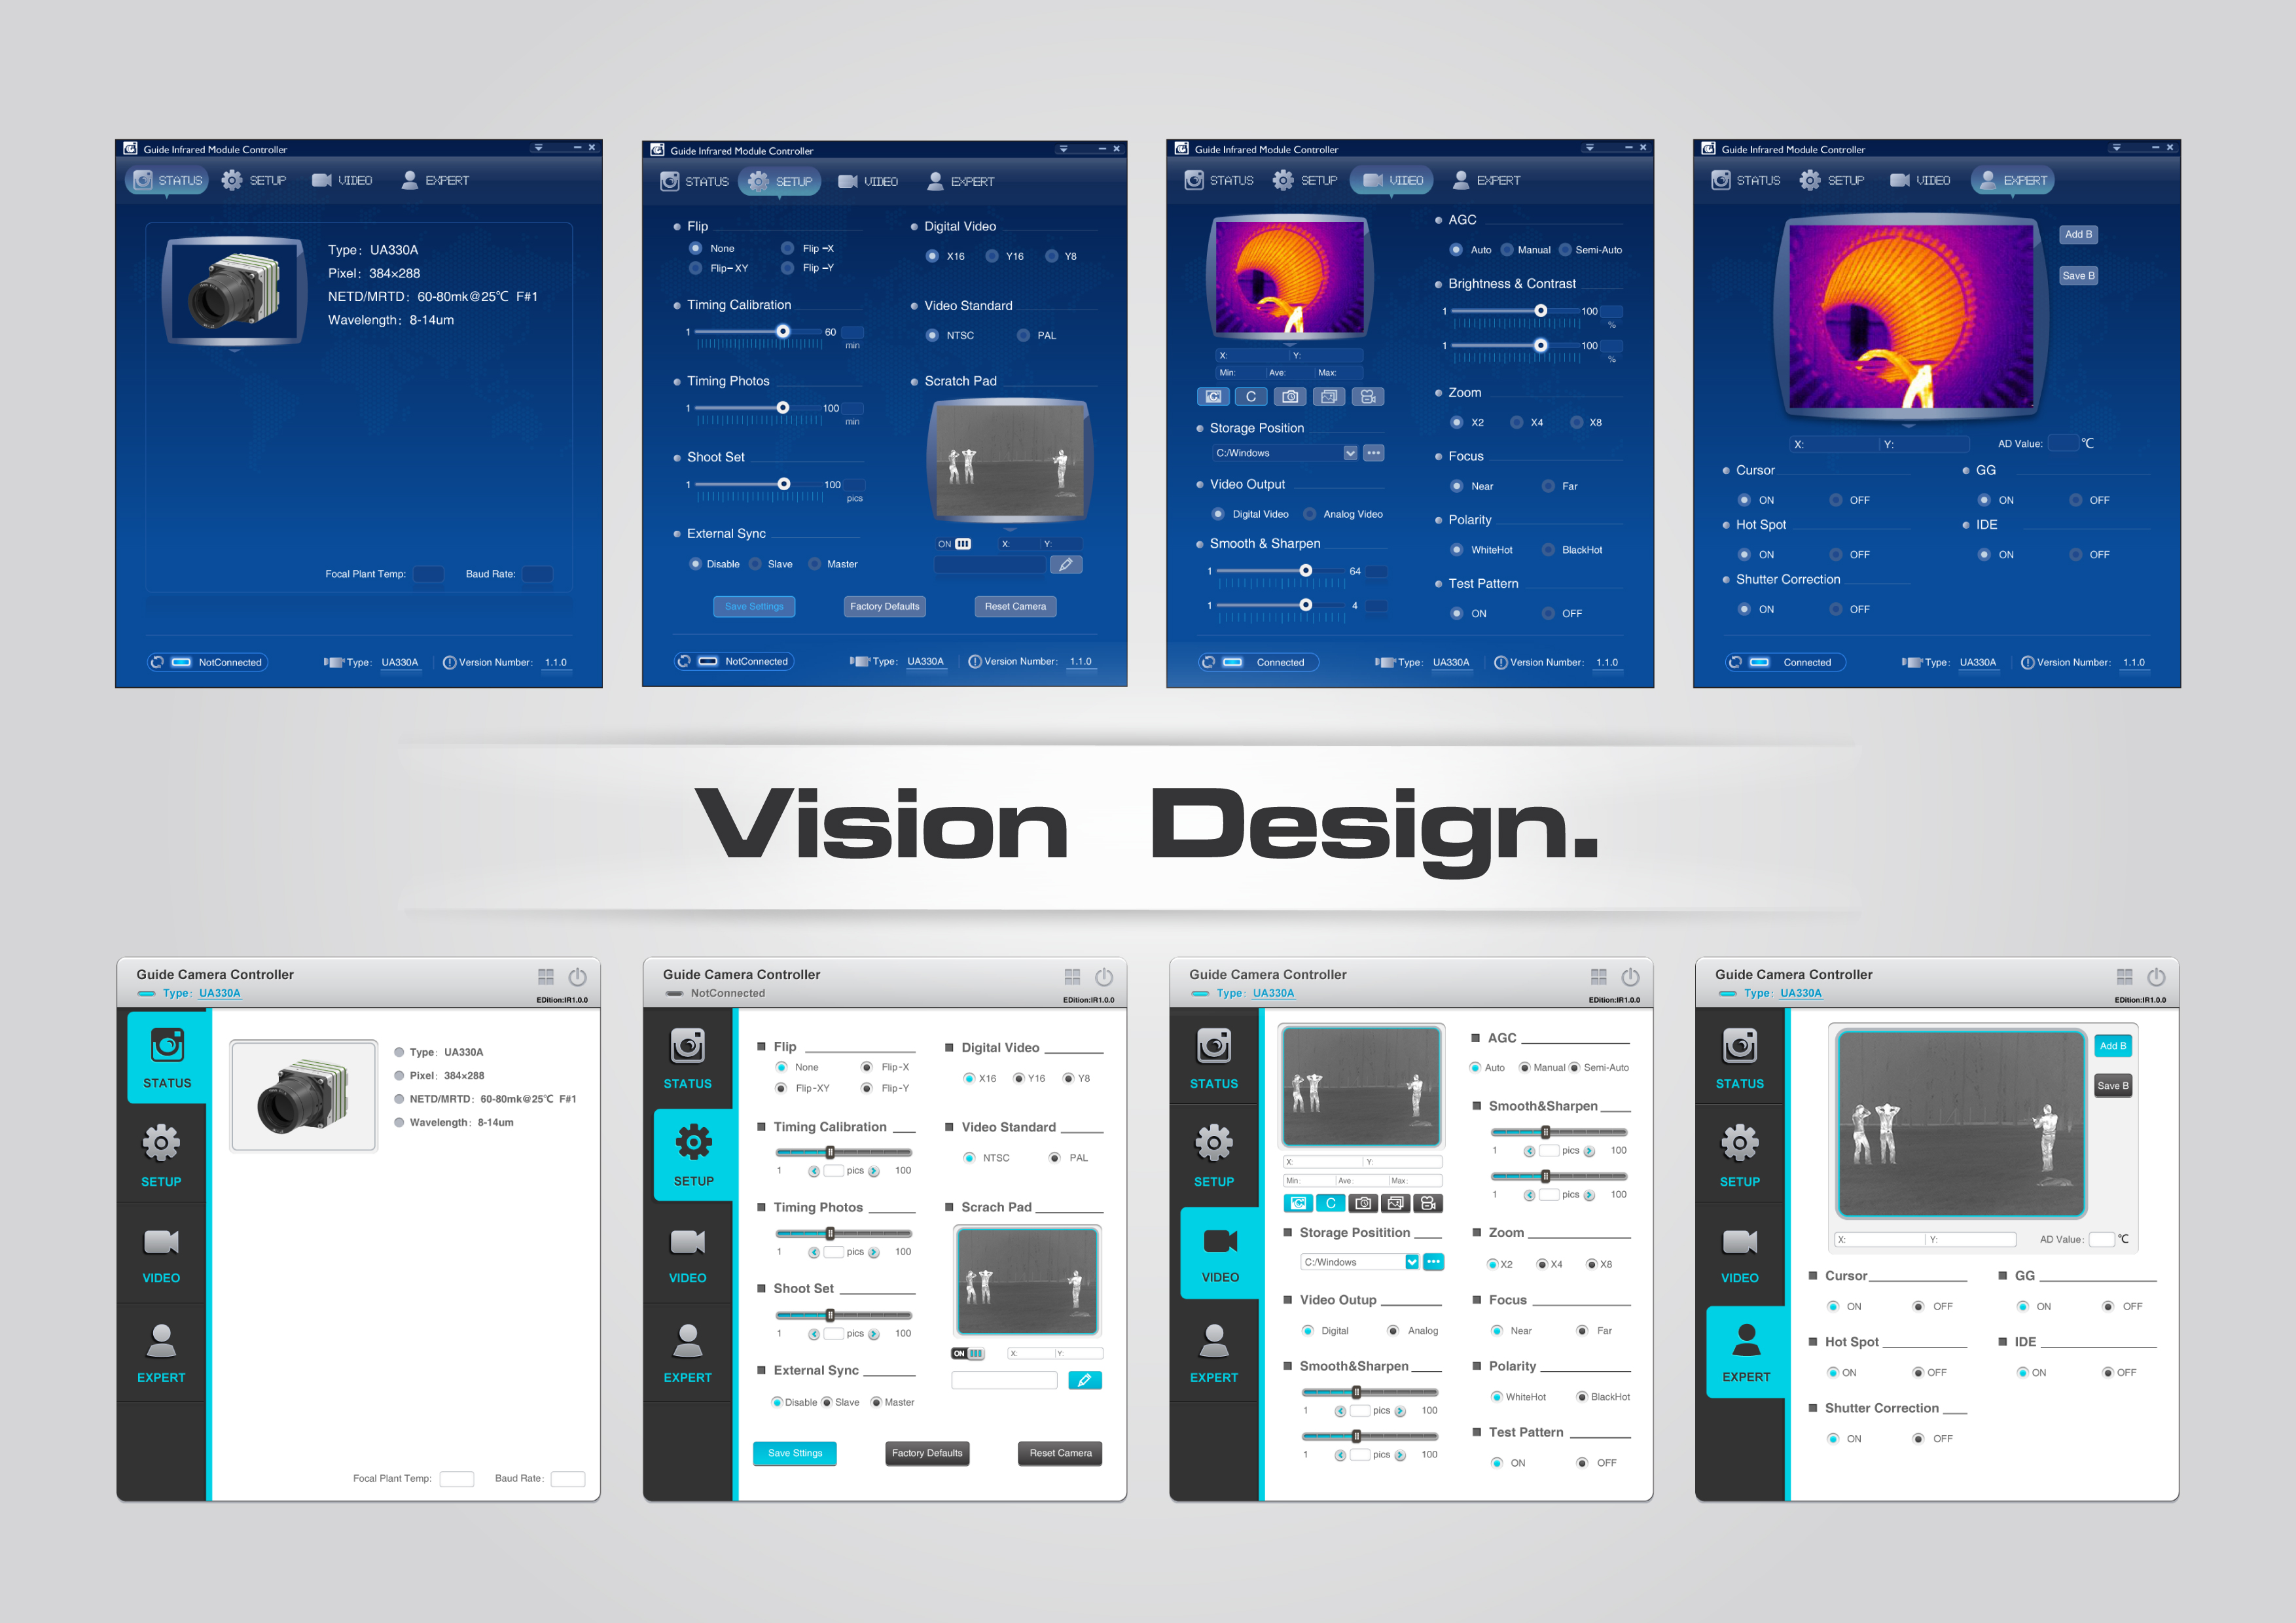 Guide Infrared Module Controller
STATUS SETUP VIDEO EXPERT
Type: UA330A
Pixel: 384×288
NETD/MRTD: 60-80mk@25℃ F#1
Wavelength: 8-14um
Focal Plant Temp: Baud Rate:
NotConnected Type: UA330A Version Number: 1.1.0
Guide Infrared Module Controller
STATUS SETUP VIDEO EXPERT
Flip
None Flip-X
Flip-XY Flip-Y
Timing Calibration
1 60
min
Timing Photos
1 100
min
Shoot Set
1 100
pics
External Sync
Disable Slave Master
Digital Video
X16 Y16 Y8
Video Standard
NTSC PAL
Scratch Pad
ON X: Y:
Save Settings Factory Defaults Reset Camera
NotConnected Type: UA330A Version Number: 1.1.0
Guide Infrared Module Controller
STATUS SETUP VIDEO EXPERT
X: Y:
Min: Ave: Max:
C
Storage Position
C:/Windows
Video Output
Digital Video Analog Video
Smooth & Sharpen
1 64
1 4
AGC
Auto Manual Semi-Auto
Brightness & Contrast
1 100
%
1 100
%
Zoom
X2 X4 X8
Focus
Near Far
Polarity
WhiteHot BlackHot
Test Pattern
ON OFF
Connected Type: UA330A Version Number: 1.1.0
Guide Infrared Module Controller
STATUS SETUP VIDEO EXPERT
Add B
Save B
X: Y: AD Value: ℃
Cursor GG
ON OFF ON OFF
Hot Spot IDE
ON OFF ON OFF
Shutter Correction
ON OFF
Connected Type: UA330A Version Number: 1.1.0
Vision Design.
Guide Camera Controller
Type: UA330A
EDition:IR1.0.0
STATUS
SETUP
VIDEO
EXPERT
Type: UA330A
Pixel: 384×288
NETD/MRTD: 60-80mk@25℃ F#1
Wavelength: 8-14um
Focal Plant Temp: Baud Rate:
Guide Camera Controller
NotConnected
EDition:IR1.0.0
STATUS
SETUP
VIDEO
EXPERT
Flip
None Flip-X
Flip-XY Flip-Y
Timing Calibration
1 pics 100
Timing Photos
1 pics 100
Shoot Set
1 pics 100
External Sync
Disable Slave Master
Digital Video
X16 Y16 Y8
Video Standard
NTSC PAL
Scrach Pad
ON X: Y:
Save Sttings Factory Defaults Reset Camera
Guide Camera Controller
Type: UA330A
EDition:IR1.0.0
STATUS
SETUP
VIDEO
EXPERT
X: Y:
Min: Ave: Max:
C
Storage Positition
C:/Windows
Video Outup
Digital Analog
Smooth&Sharpen
1 pics 100
1 pics 100
AGC
Auto Manual Semi-Auto
Smooth&Sharpen
1 pics 100
1 pics 100
Zoom
X2 X4 X8
Focus
Near Far
Polarity
WhiteHot BlackHot
Test Pattern
ON OFF
Guide Camera Controller
Type: UA330A
EDition:IR1.0.0
STATUS
SETUP
VIDEO
EXPERT
Add B
Save B
X: Y: AD Value: ℃
Cursor GG
ON OFF ON OFF
Hot Spot IDE
ON OFF ON OFF
Shutter Correction
ON OFF